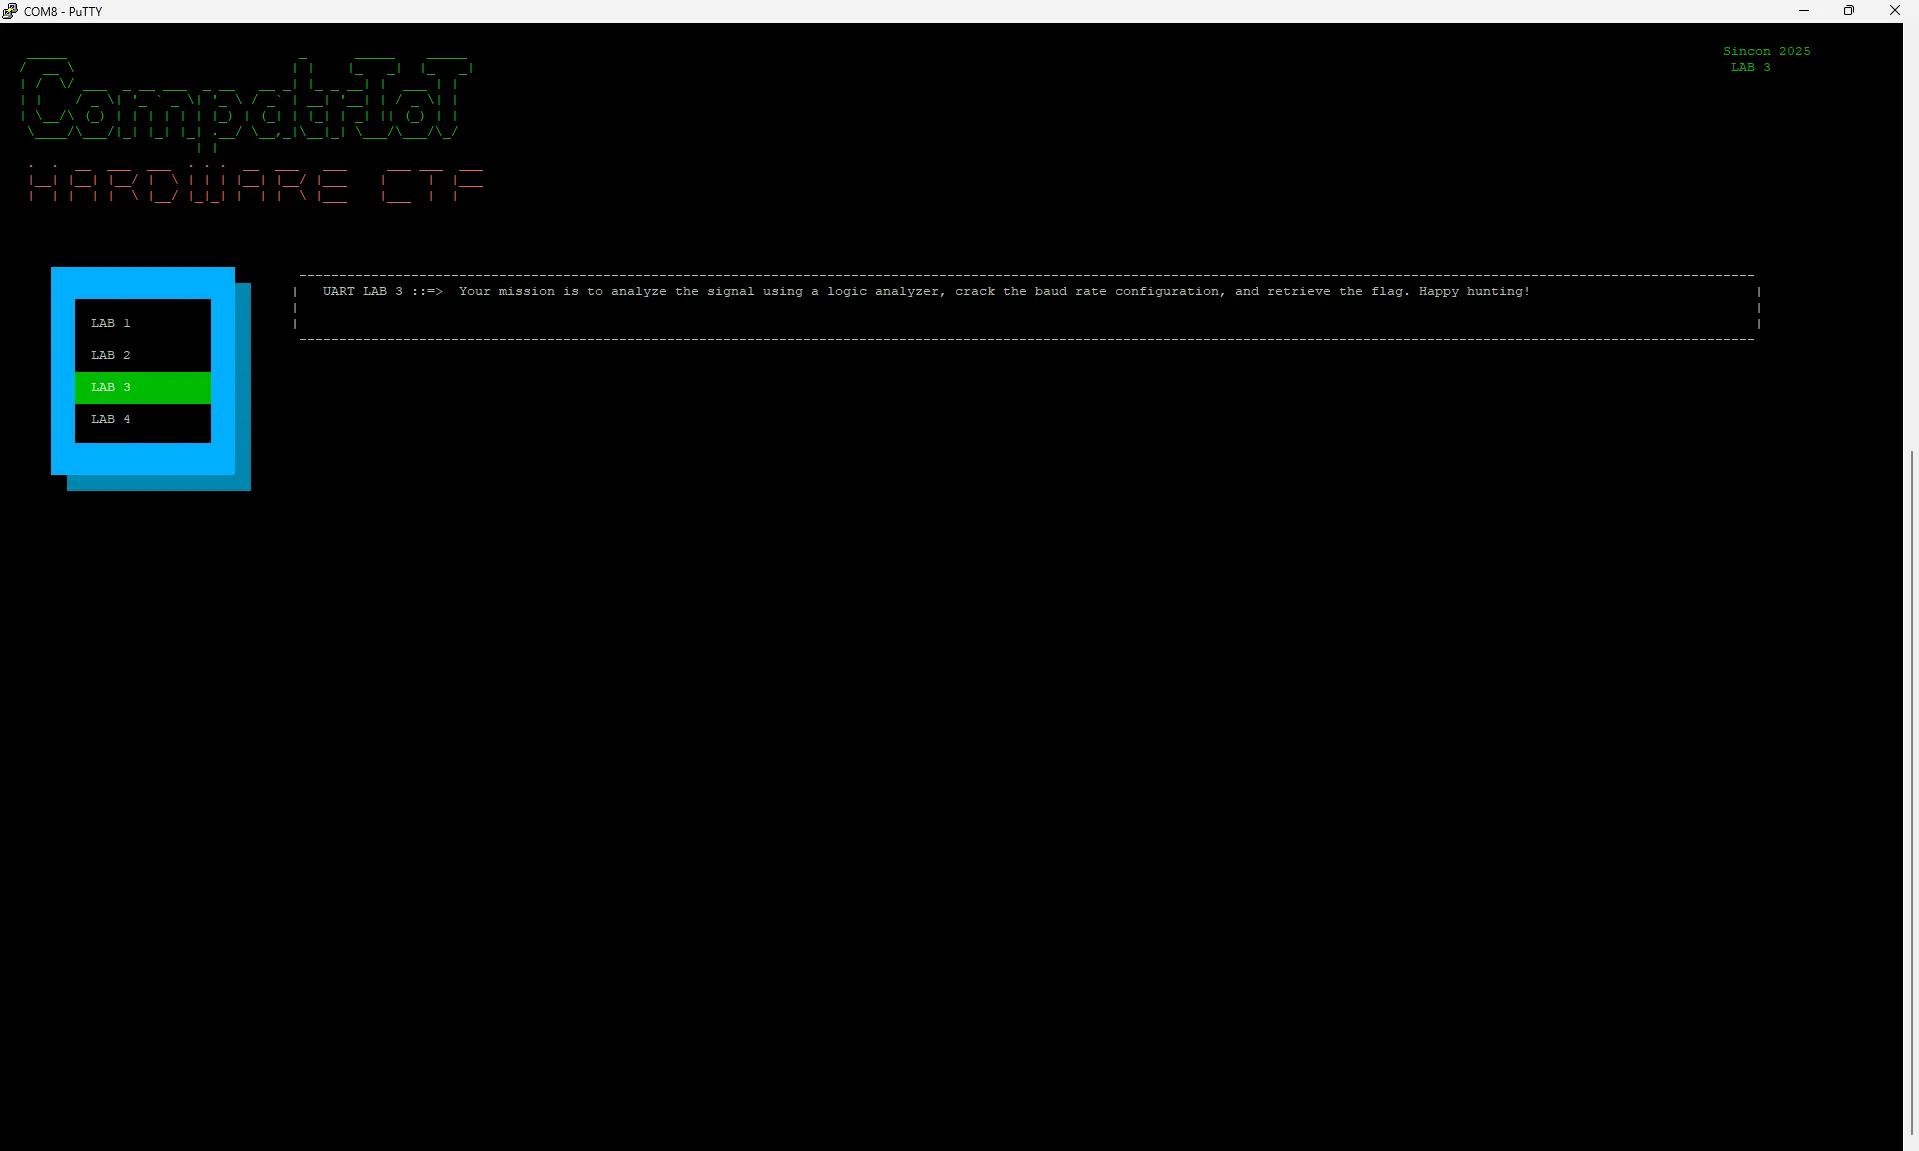 COM8 - PuTTY
Sincon 2025
LAB 3
CompatrIoT
HARDWARE CTF
UART LAB 3 ::=> Your mission is to analyze the signal using a logic analyzer, crack the baud rate configuration, and retrieve the flag. Happy hunting!
LAB 1
LAB 2
LAB 3
LAB 4